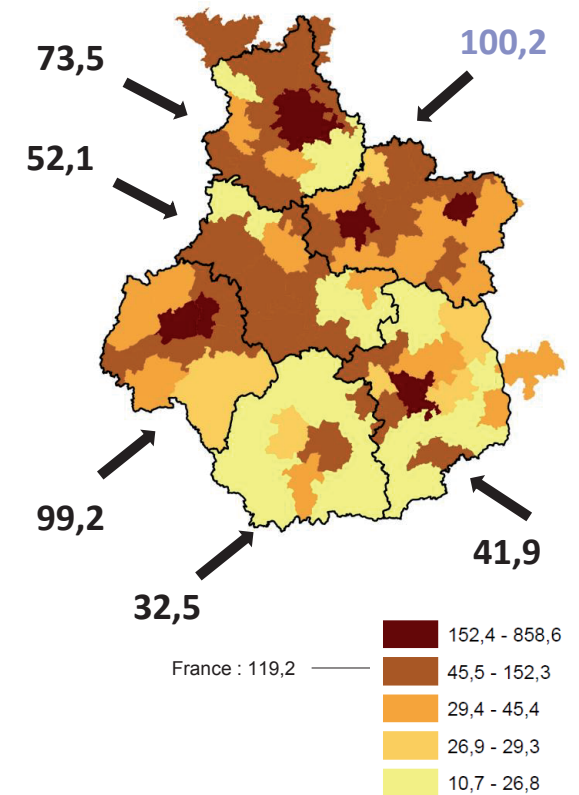 73,5
100,2
52,1
99,2
41,9
32,5
152,4 - 858,6
France : 119,2
45,5 - 152,3
29,4 - 45,4
26,9 - 29,3
10,7 - 26,8